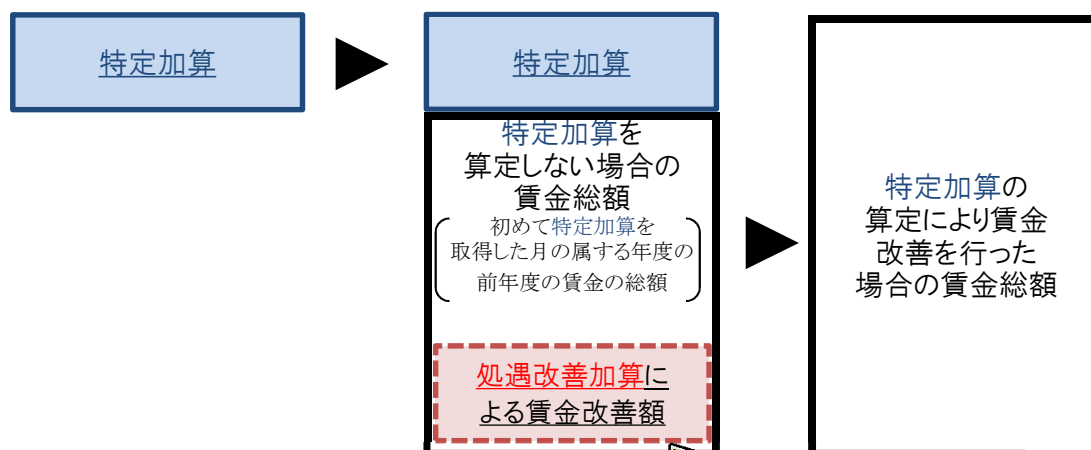 特定加算
特定加算
特定加算を
算定しない場合の
賃金総額
初めて特定加算を
取得した月の属する年度の
前年度の賃金の総額
処遇改善加算に
よる賃金改善額
特定加算の
算定により賃金
改善を行った
場合の賃金総額